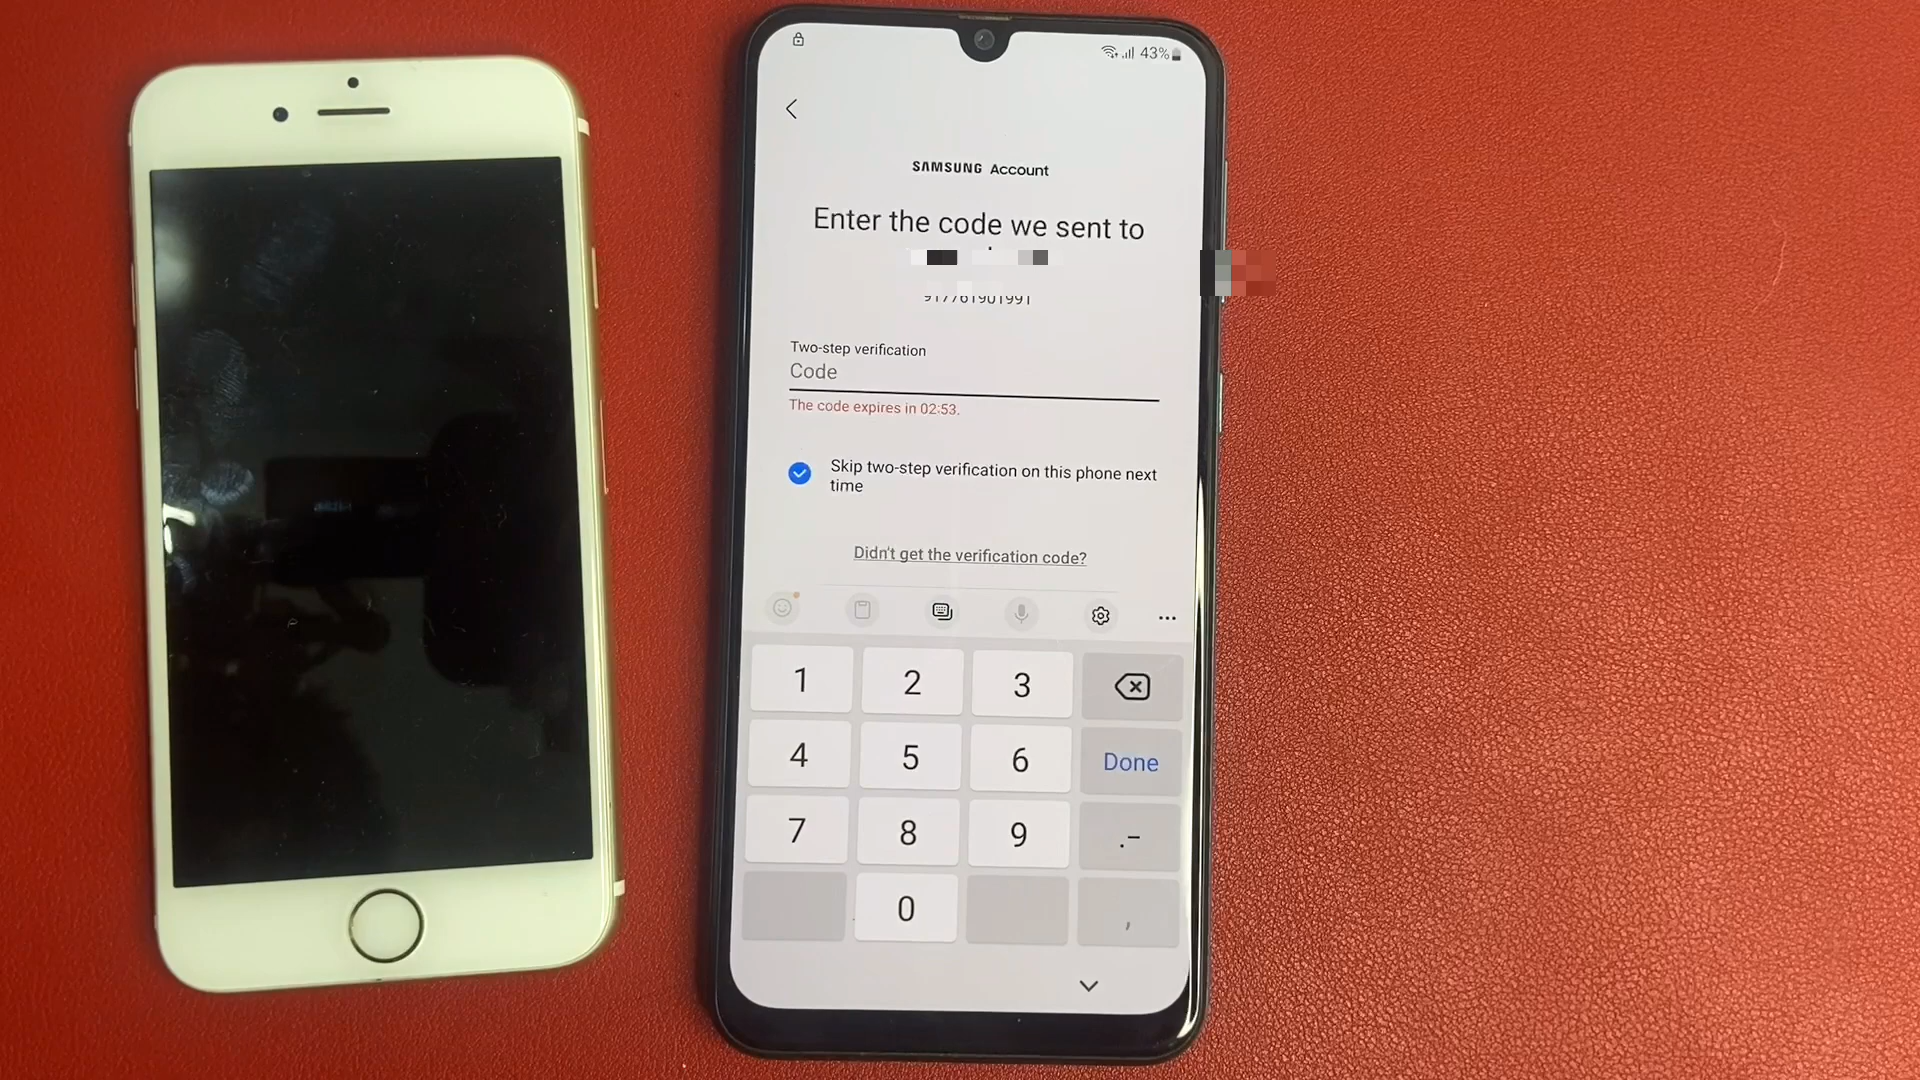 43%
SAMSUNG Account
Enter the code we sent to
Two-step verification
Code
The code expires in 02:53.
Skip two-step verification on this phone next
time
Didn't get the verification code?
1 2 3
4 5 6 Done
7 8 9 .-
0 ,